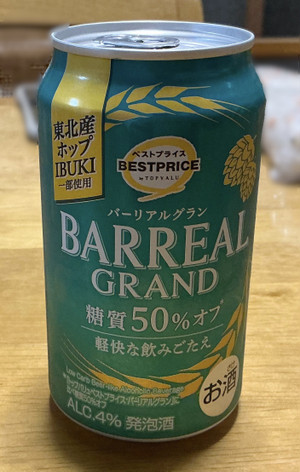 東北産
ホップ
IBUKI
一部使用
ベストプライス
BESTPRICE
by TOPVALU
バーリアルグラン
BARREAL
GRAND
糖質50%オフ
軽快な飲みごたえ
お酒
ALC.4% 発泡酒